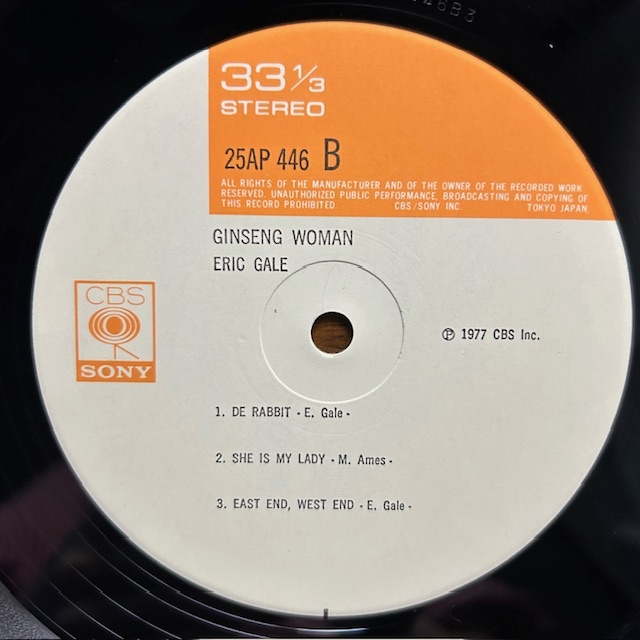 33 1/3
STEREO
25AP 446 B
ALL RIGHTS OF THE MANUFACTURER AND OF THE OWNER OF THE RECORDED WORK
RESERVED. UNAUTHORIZED PUBLIC PERFORMANCE, BROADCASTING AND COPYING OF
THIS RECORD PROHIBITED. CBS/SONY INC. TOKYO JAPAN.
GINSENG WOMAN
ERIC GALE
CBS
SONY
℗ 1977 CBS Inc.
1. DE RABBIT - E. Gale -
2. SHE IS MY LADY - M. Ames -
3. EAST END, WEST END - E. Gale -